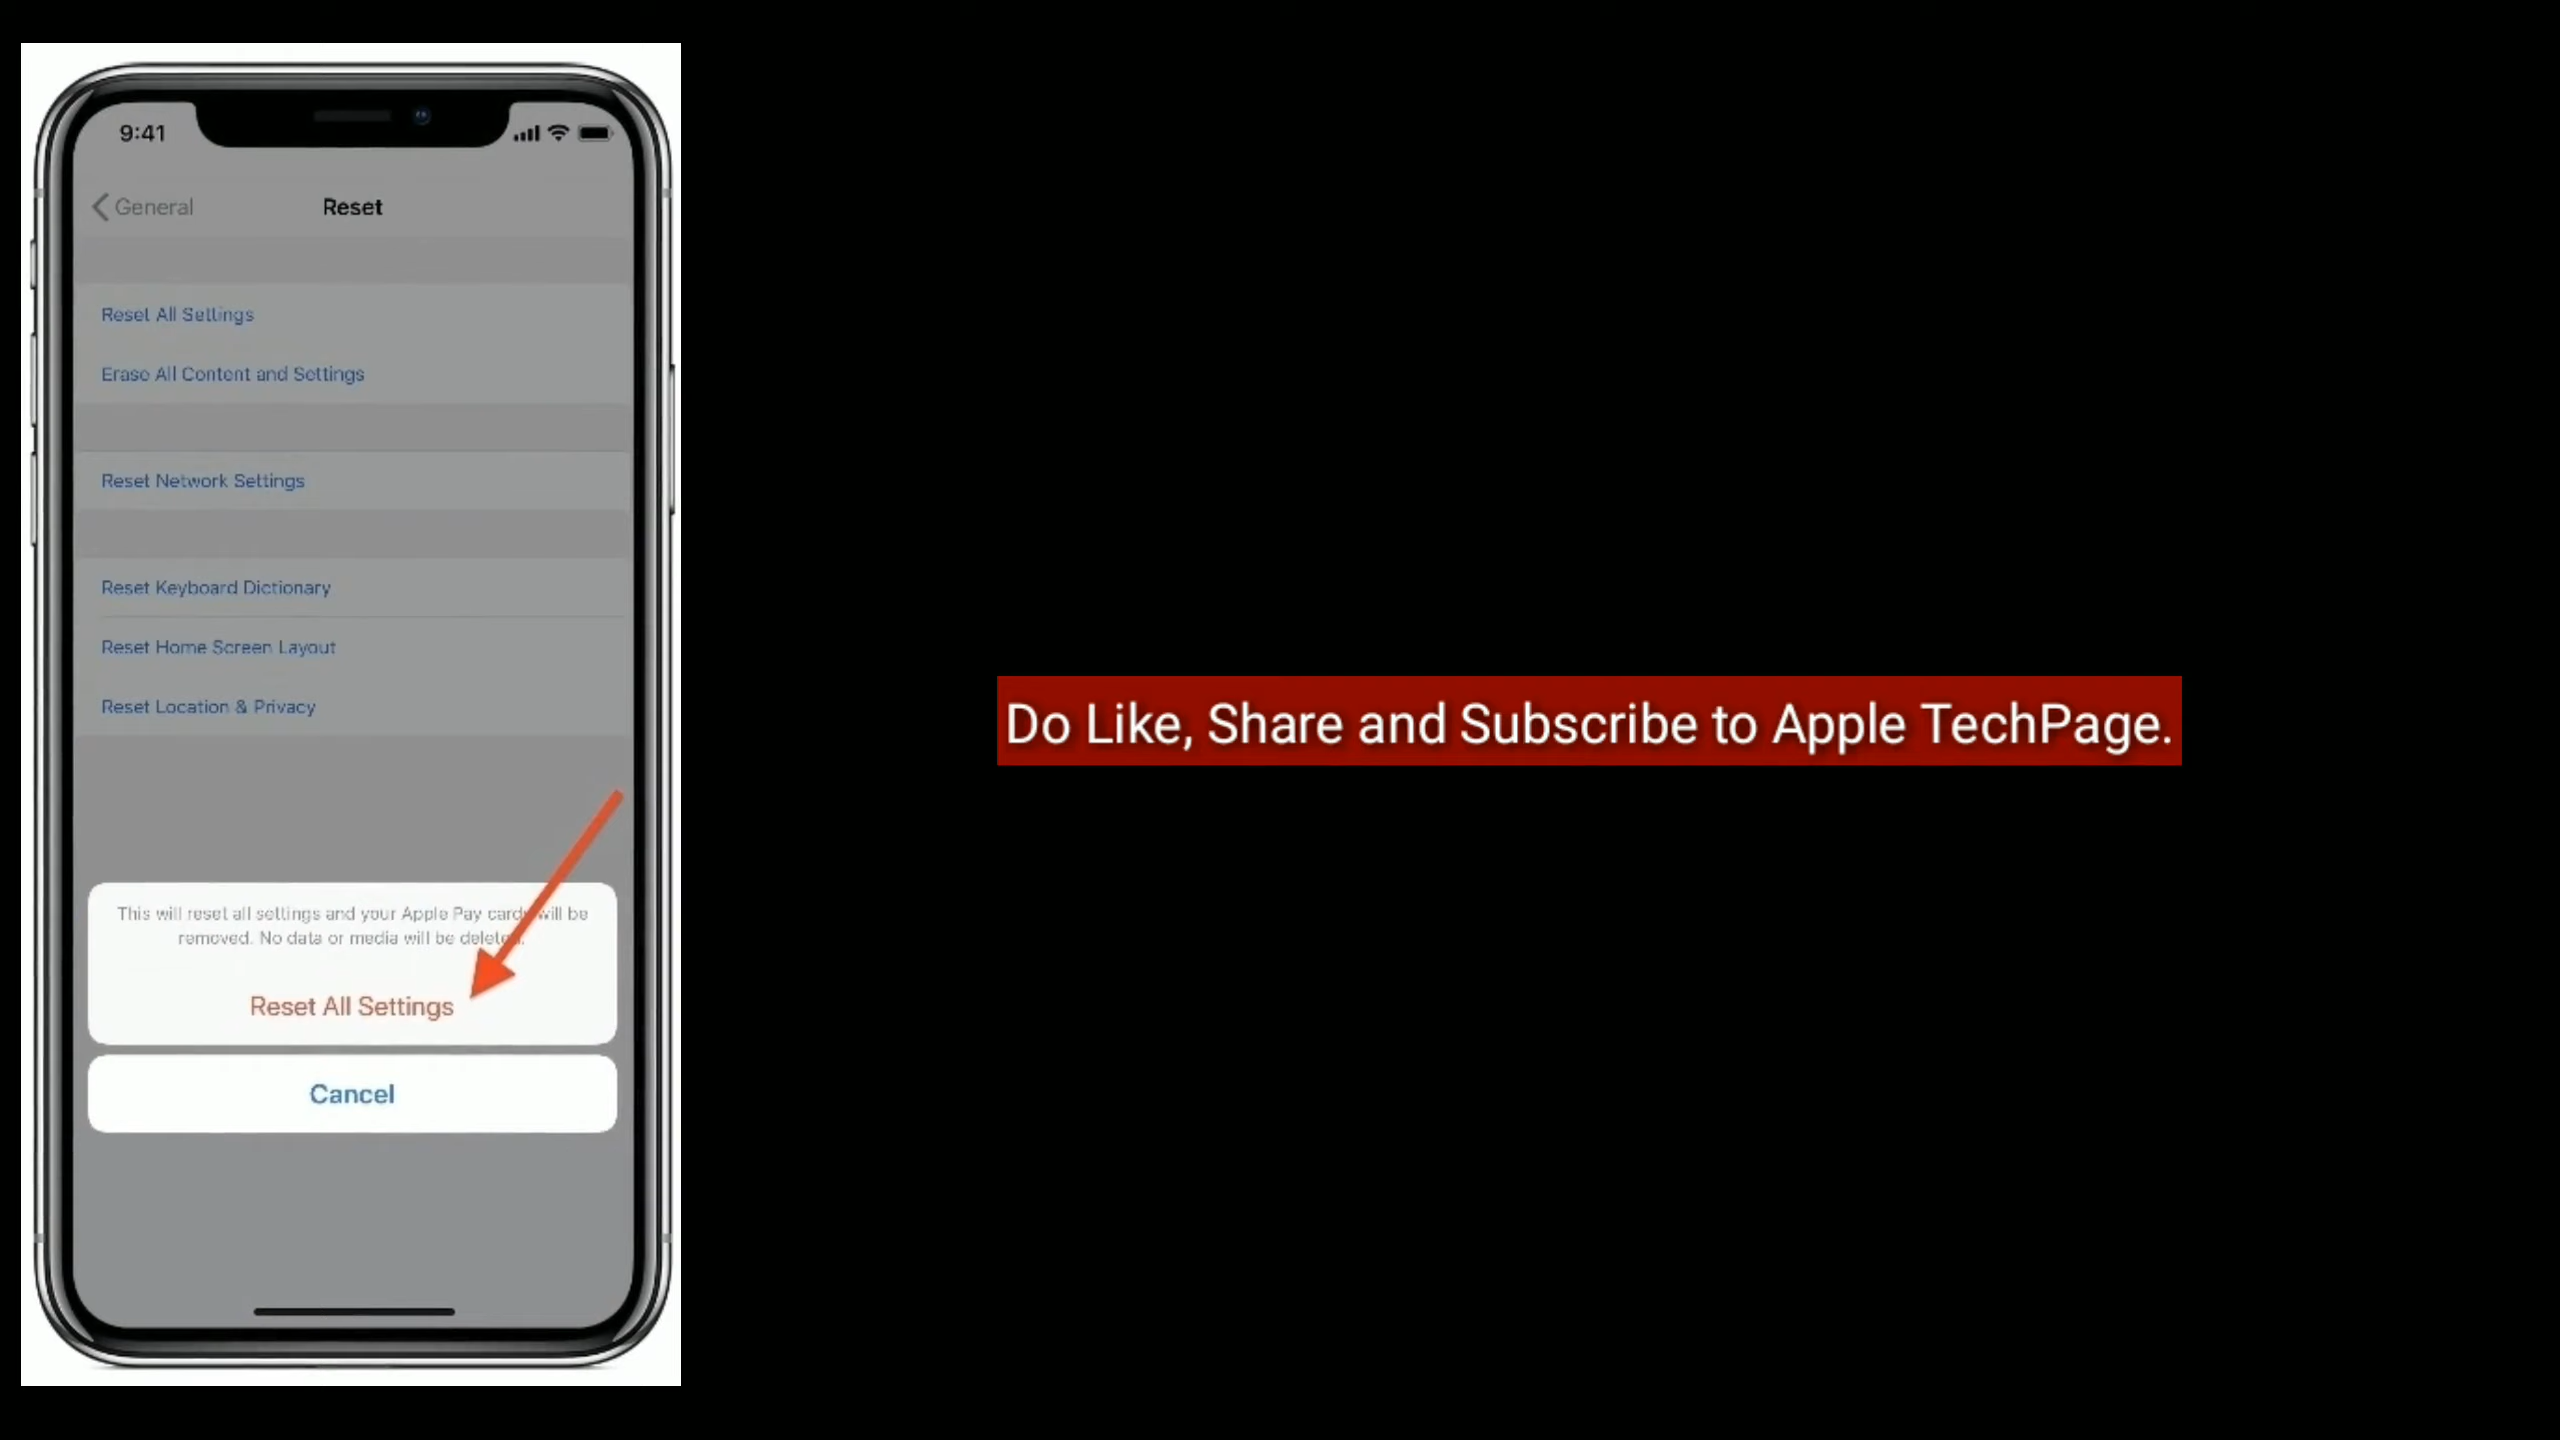 9:41
General
Reset
Reset All Settings
Erase All Content and Settings
Reset Network Settings
Reset Keyboard Dictionary
Reset Home Screen Layout
Reset Location & Privacy
This will reset all settings and your Apple Pay cards will be
removed. No data or media will be deleted.
Reset All Settings
Cancel
Do Like, Share and Subscribe to Apple TechPage.